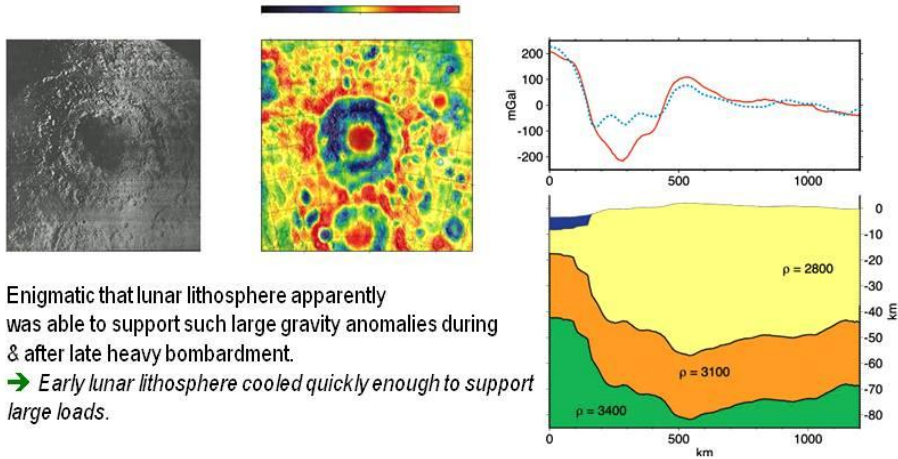 200
100
0
-100
-200
mGal
0
500
1000
0
-10
-20
-30
-40
-50
-60
-70
-80
km
ρ = 2800
ρ = 3100
ρ = 3400
0
500
1000
km
Enigmatic that lunar lithosphere apparently
was able to support such large gravity anomalies during
& after late heavy bombardment.
➔ Early lunar lithosphere cooled quickly enough to support
large loads.